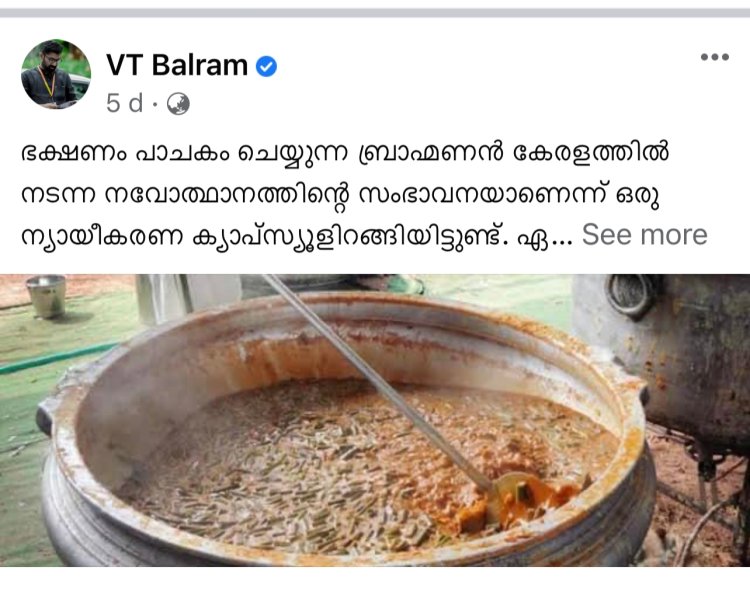 VT Balram
5 d ·
ഭക്ഷണം പാചകം ചെയ്യുന്ന ബ്രാഹ്മണൻ കേരളത്തിൽ
നടന്ന നവോത്ഥാനത്തിന്റെ സംഭാവനയാണെന്ന് ഒരു
ന്യായീകരണ ക്യാപ്സ്യൂളിറങ്ങിയിട്ടുണ്ട്. ഏ... See more